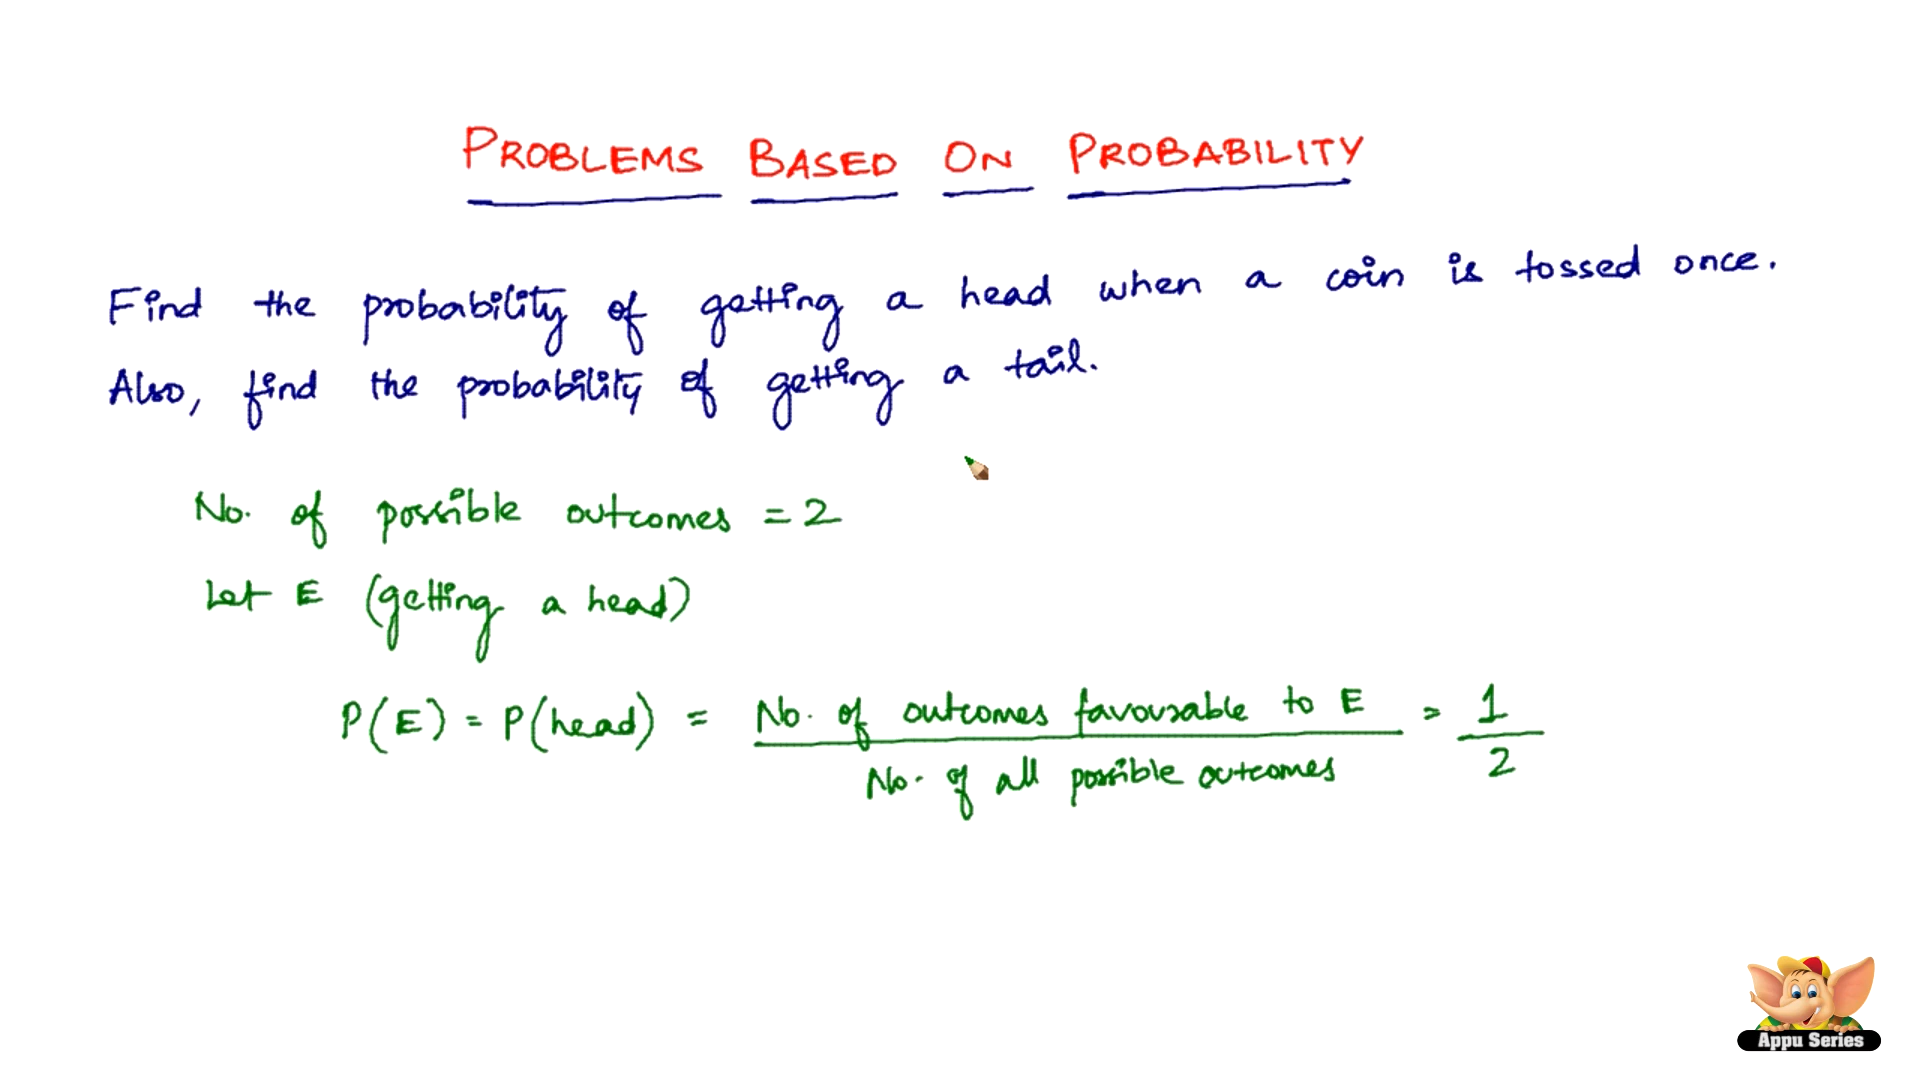 PROBLEMS BASED ON PROBABILITY
Find the probability of getting a head when a coin is tossed once.
Also, find the probability of getting a tail.
No. of possible outcomes = 2
Let E (getting a head)
P(E) = P(head) = No. of outcomes favourable to E = 1
No. of all possible outcomes 2
Appu Series